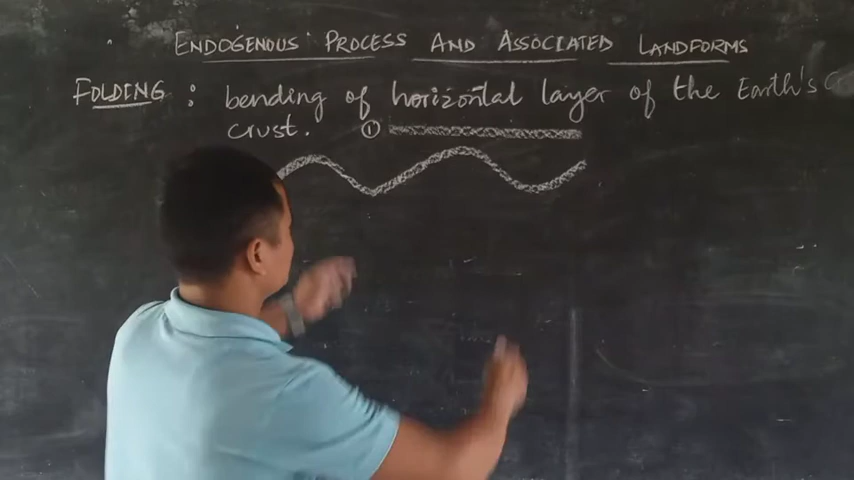 ENDOGENOUS PROCESS AND ASSOCIATED LANDFORMS
FOLDING : bending of horizontal layer of the Earth's
crust. ①